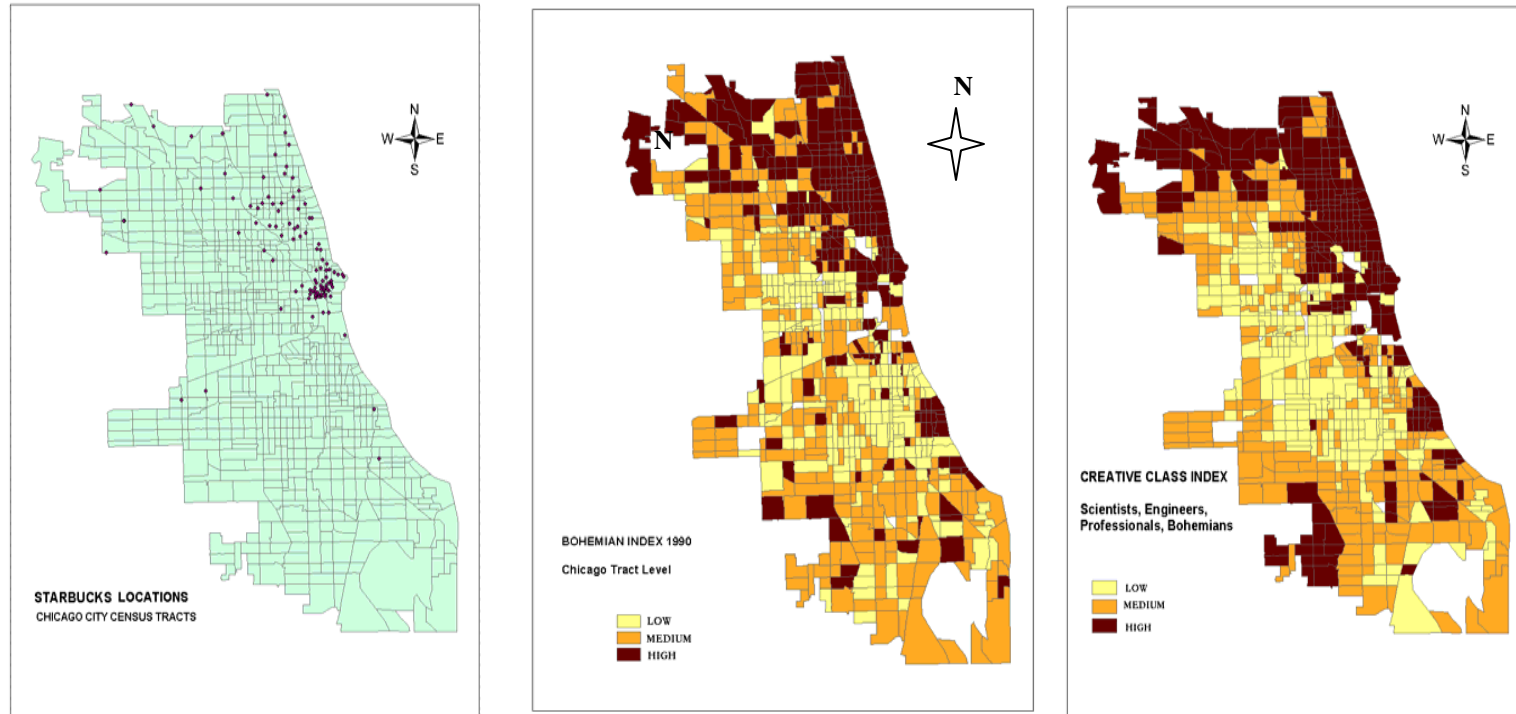 N
W E
S
STARBUCKS LOCATIONS
CHICAGO CITY CENSUS TRACTS
N
N
BOHEMIAN INDEX 1990
Chicago Tract Level
LOW
MEDIUM
HIGH
N
W E
S
CREATIVE CLASS INDEX
Scientists, Engineers,
Professionals, Bohemians
LOW
MEDIUM
HIGH